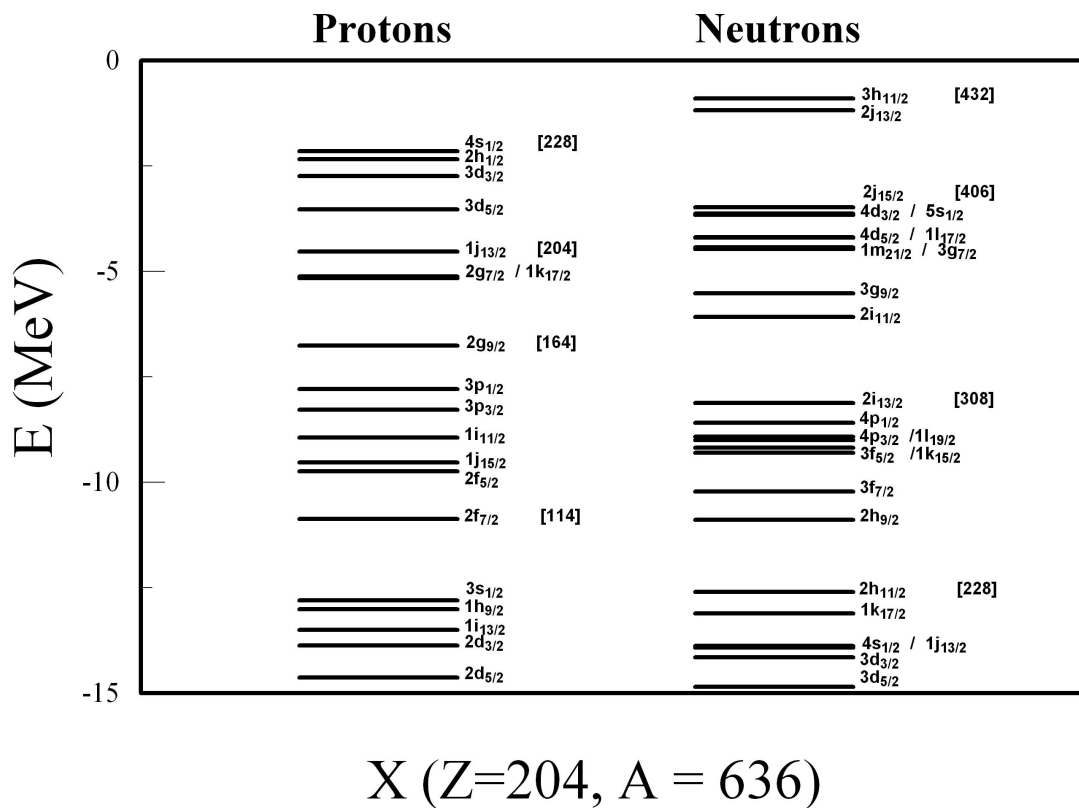 Protons
Neutrons
E (MeV)
0
-5
-10
-15
4s1/2 [228]
2h1/2
3d3/2
3d5/2
1j13/2 [204]
2g7/2 / 1k17/2
2g9/2 [164]
3p1/2
3p3/2
1i11/2
1j15/2
2f5/2
2f7/2 [114]
3s1/2
1h9/2
1i13/2
2d3/2
2d5/2
3h11/2 [432]
2j13/2
2j15/2 [406]
4d3/2 / 5s1/2
4d5/2 / 1l17/2
1m21/2 / 3g7/2
3g9/2
2i11/2
2i13/2 [308]
4p1/2
4p3/2 /1l19/2
3f5/2 /1k15/2
3f7/2
2h9/2
2h11/2 [228]
1k17/2
4s1/2 / 1j13/2
3d3/2
3d5/2
X (Z=204, A = 636)